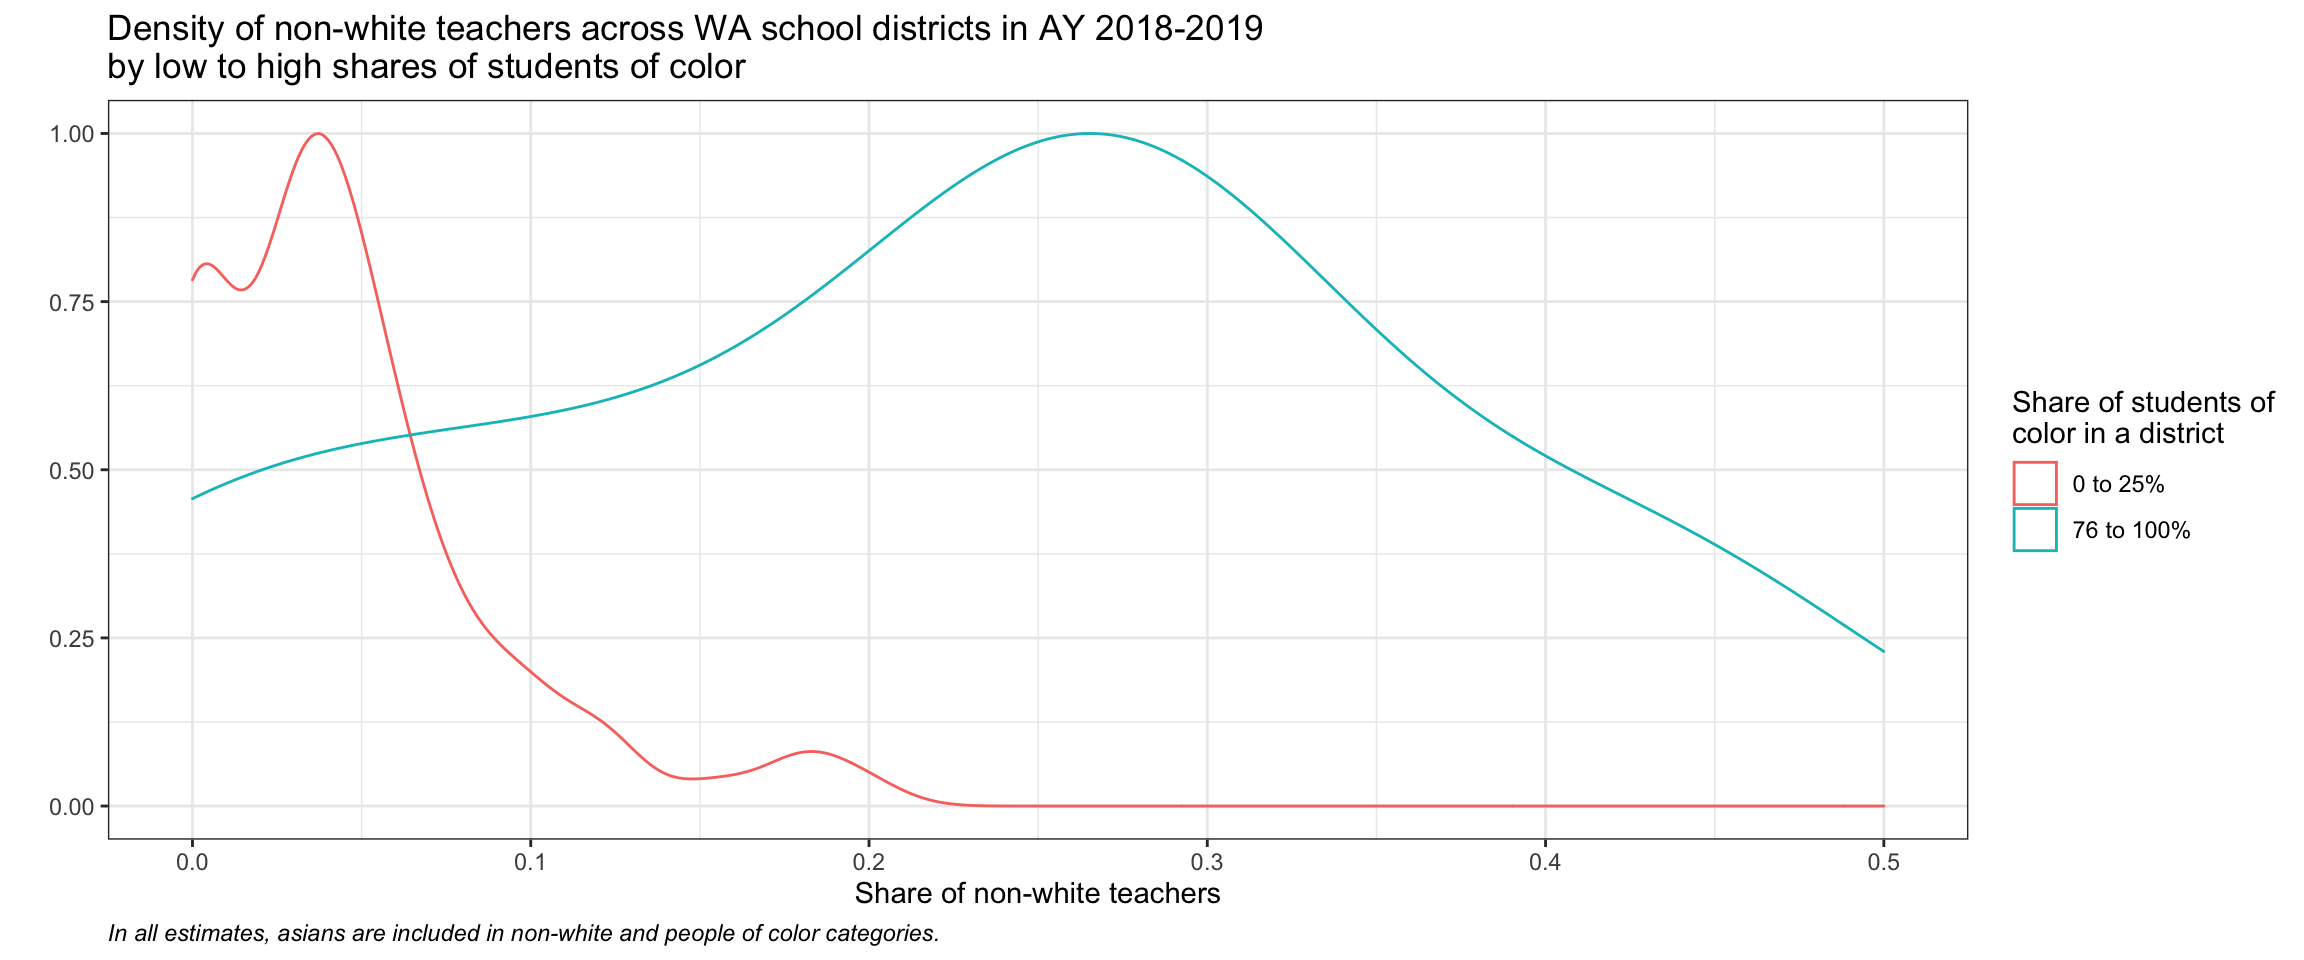 Density of non-white teachers across WA school districts in AY 2018-2019
by low to high shares of students of color
1.00
0.75
0.50
0.25
0.00
0.0 0.1 0.2 0.3 0.4 0.5
Share of non-white teachers
Share of students of
color in a district
0 to 25%
76 to 100%
In all estimates, asians are included in non-white and people of color categories.